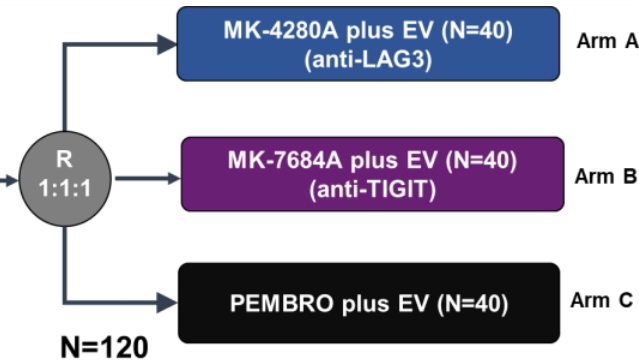 MK-4280A plus EV (N=40)
(anti-LAG3)
Arm A
R
1:1:1
MK-7684A plus EV (N=40)
(anti-TIGIT)
Arm B
PEMBRO plus EV (N=40)
Arm C
N=120